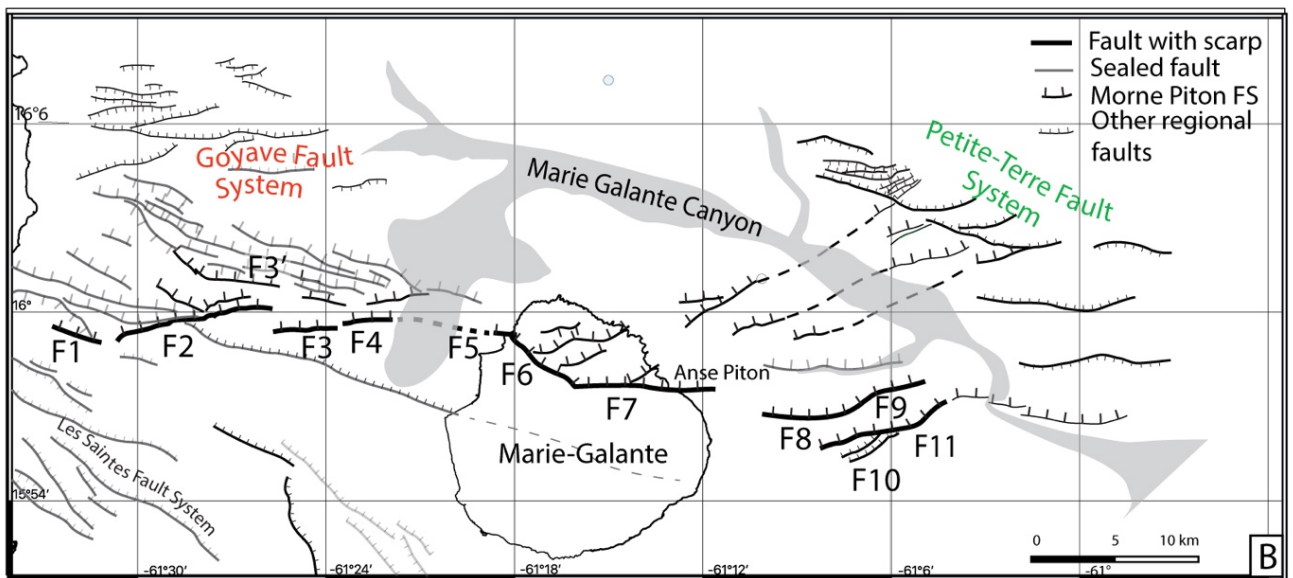 Fault with scarp
Sealed fault
Morne Piton FS
Other regional
faults
16°6
Goyave Fault
System
Petite-Terre Fault
System
Marie Galante Canyon
F3'
16°
F1
F2
F3
F4
F5
F6
F7
Anse Piton
F8
F9
F10
F11
Marie-Galante
Les Saintes Fault System
15°54'
0 5 10 km
B
-61°30'
-61°24'
-61°18'
-61°12'
-61°6'
-61°